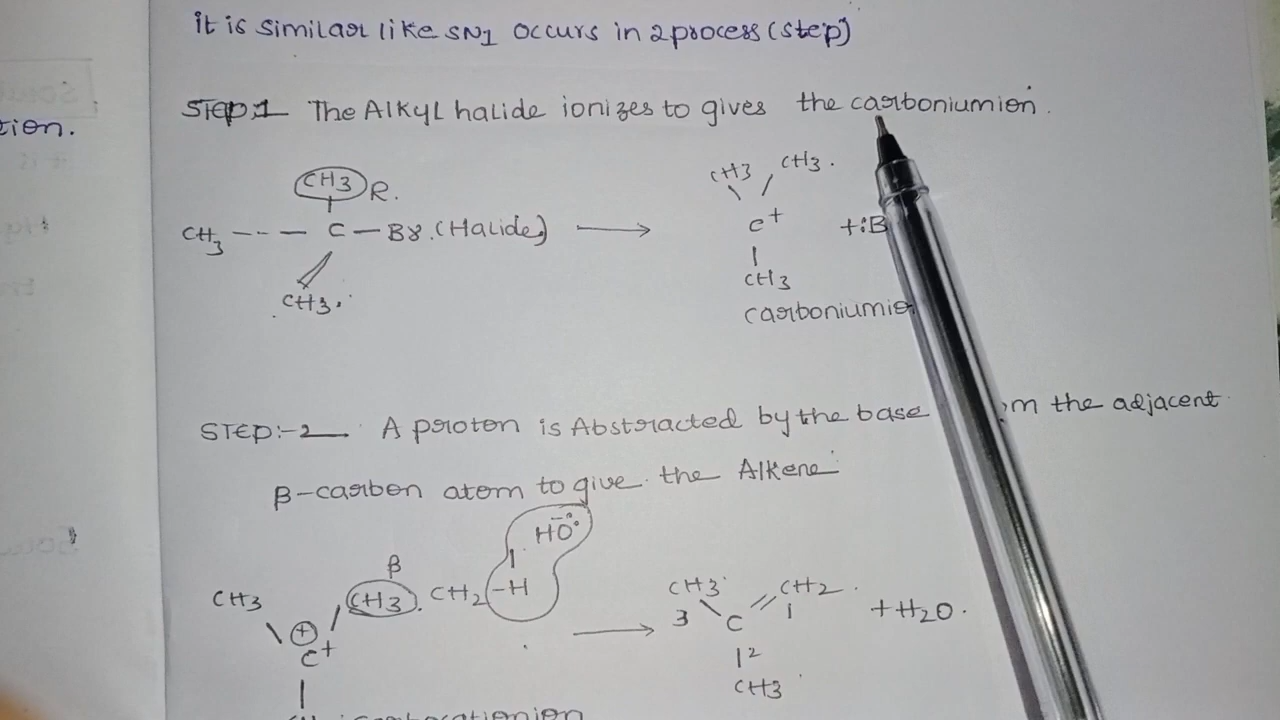 it is similar like SN1 occurs in 2 process (step)
tion.
STEP:1 The Alkyl halide ionizes to gives the carboniumion.
CH3 R.
CH3 --- C - Br. (Halide) →
CH3.
CH3 CH3.
C+ +:B
CH3
carboniumio
STEP:-2 A proton is Abstracted by the base the adjacent
β-carbon atom to give the Alkene
HO:
β
CH3 CH3. CH2 -H
⊕
C+
→
CH3 CH2.
3 C + H2O.
2
CH3